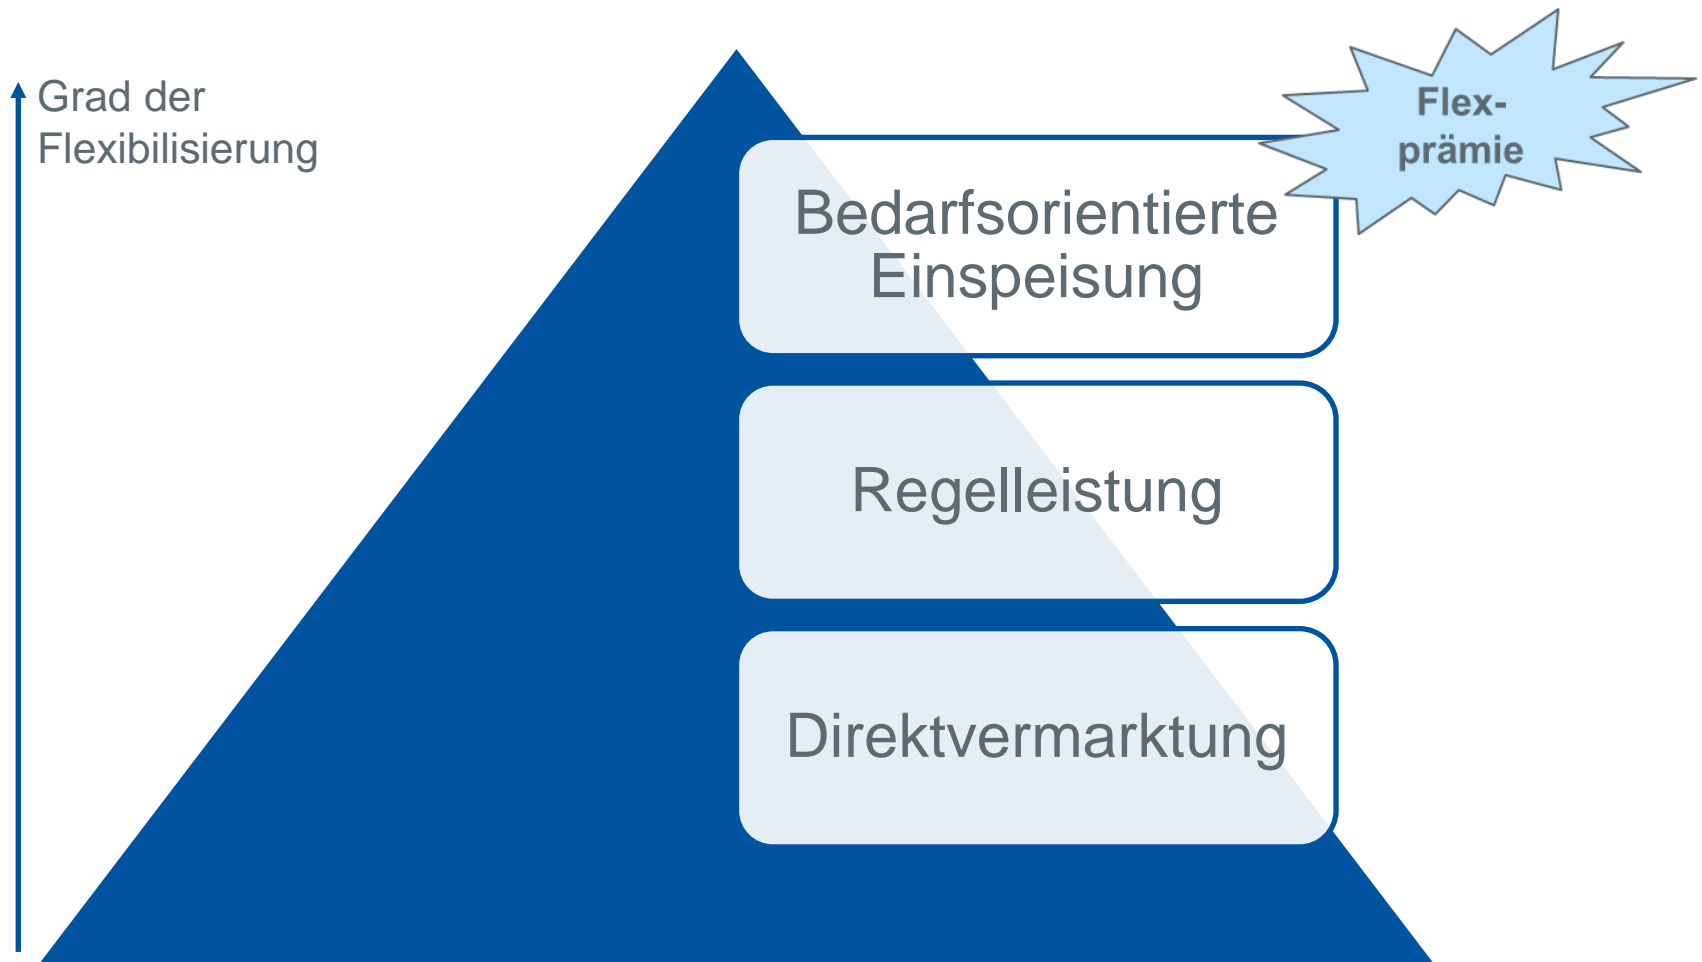 Grad der
Flexibilisierung
Flex-
prämie
Bedarfsorientierte
Einspeisung
Regelleistung
Direktvermarktung